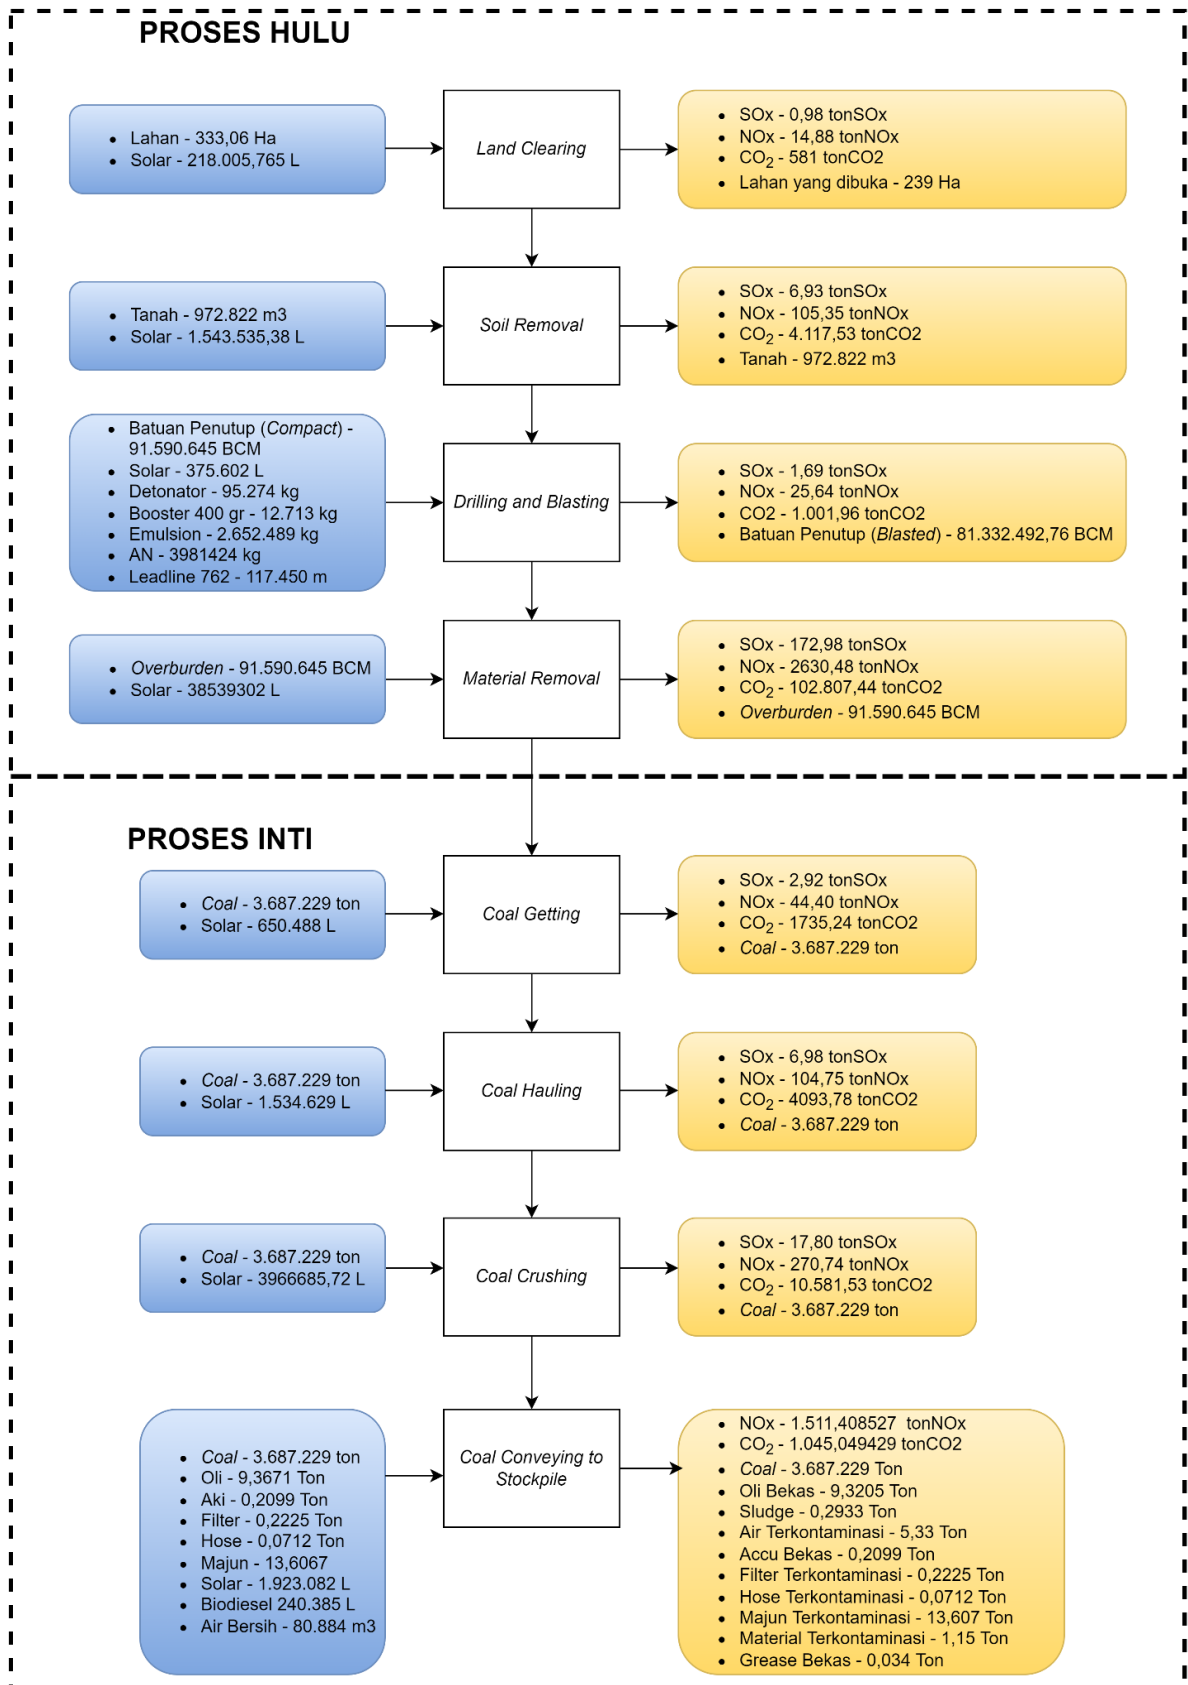 PROSES HULU
• Lahan - 333,06 Ha
• Solar - 218.005,765 L
Land Clearing
• SOx - 0,98 tonSOx
• NOx - 14,88 tonNOx
• CO2 - 581 tonCO2
• Lahan yang dibuka - 239 Ha
• Tanah - 972.822 m3
• Solar - 1.543.535,38 L
Soil Removal
• SOx - 6,93 tonSOx
• NOx - 105,35 tonNOx
• CO2 - 4.117,53 tonCO2
• Tanah - 972.822 m3
• Batuan Penutup (Compact) -
91.590.645 BCM
• Solar - 375.602 L
• Detonator - 95.274 kg
• Booster 400 gr - 12.713 kg
• Emulsion - 2.652.489 kg
• AN - 3981424 kg
• Leadline 762 - 117.450 m
Drilling and Blasting
• SOx - 1,69 tonSOx
• NOx - 25,64 tonNOx
• CO2 - 1.001,96 tonCO2
• Batuan Penutup (Blasted) - 81.332.492,76 BCM
• Overburden - 91.590.645 BCM
• Solar - 38539302 L
Material Removal
• SOx - 172,98 tonSOx
• NOx - 2630,48 tonNOx
• CO2 - 102.807,44 tonCO2
• Overburden - 91.590.645 BCM
PROSES INTI
• Coal - 3.687.229 ton
• Solar - 650.488 L
Coal Getting
• SOx - 2,92 tonSOx
• NOx - 44,40 tonNOx
• CO2 - 1735,24 tonCO2
• Coal - 3.687.229 ton
• Coal - 3.687.229 ton
• Solar - 1.534.629 L
Coal Hauling
• SOx - 6,98 tonSOx
• NOx - 104,75 tonNOx
• CO2 - 4093,78 tonCO2
• Coal - 3.687.229 ton
• Coal - 3.687.229 ton
• Solar - 3966685,72 L
Coal Crushing
• SOx - 17,80 tonSOx
• NOx - 270,74 tonNOx
• CO2 - 10.581,53 tonCO2
• Coal - 3.687.229 ton
• Coal - 3.687.229 ton
• Oli - 9,3671 Ton
• Aki - 0,2099 Ton
• Filter - 0,2225 Ton
• Hose - 0,0712 Ton
• Majun - 13,6067
• Solar - 1.923.082 L
• Biodiesel 240.385 L
• Air Bersih - 80.884 m3
Coal Conveying to
Stockpile
• NOx - 1.511,408527 tonNOx
• CO2 - 1.045,049429 tonCO2
• Coal - 3.687.229 Ton
• Oli Bekas - 9,3205 Ton
• Sludge - 0,2933 Ton
• Air Terkontaminasi - 5,33 Ton
• Accu Bekas - 0,2099 Ton
• Filter Terkontaminasi - 0,2225 Ton
• Hose Terkontaminasi - 0,0712 Ton
• Majun Terkontaminasi - 13,607 Ton
• Material Terkontaminasi - 1,15 Ton
• Grease Bekas - 0,034 Ton